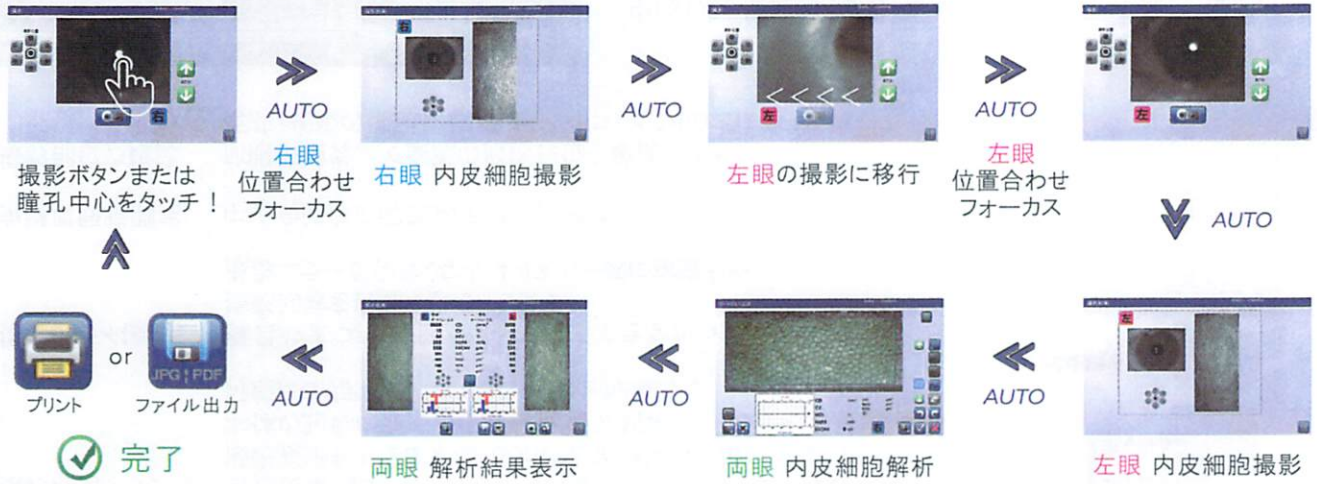 右
撮影ボタンまたは
瞳孔中心をタッチ！
AUTO
右眼
位置合わせ
フォーカス
右
右眼 内皮細胞撮影
AUTO
左
左眼の撮影に移行
AUTO
左眼
位置合わせ
フォーカス
左
AUTO
左
左眼 内皮細胞撮影
AUTO
右
両眼 内皮細胞解析
AUTO
両眼 解析結果表示
AUTO
JPG PDF
プリント or ファイル出力
完了